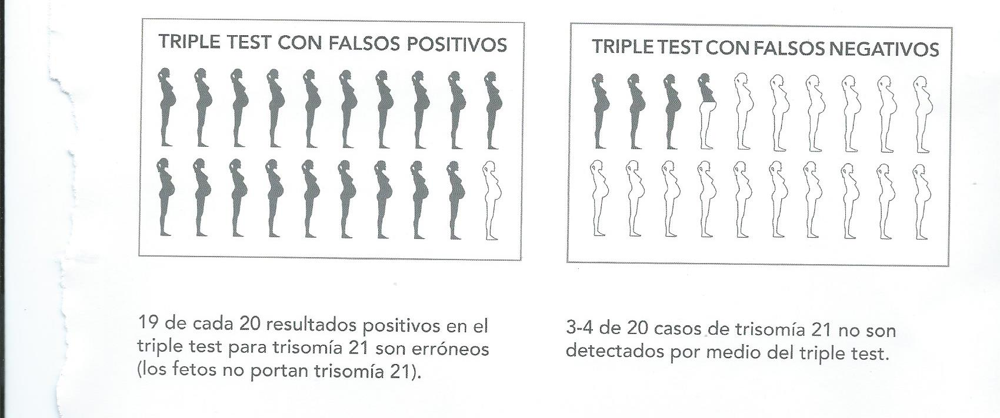 TRIPLE TEST CON FALSOS POSITIVOS
19 de cada 20 resultados positivos en el
triple test para trisomía 21 son erróneos
(los fetos no portan trisomía 21).
TRIPLE TEST CON FALSOS NEGATIVOS
3-4 de 20 casos de trisomía 21 no son
detectados por medio del triple test.